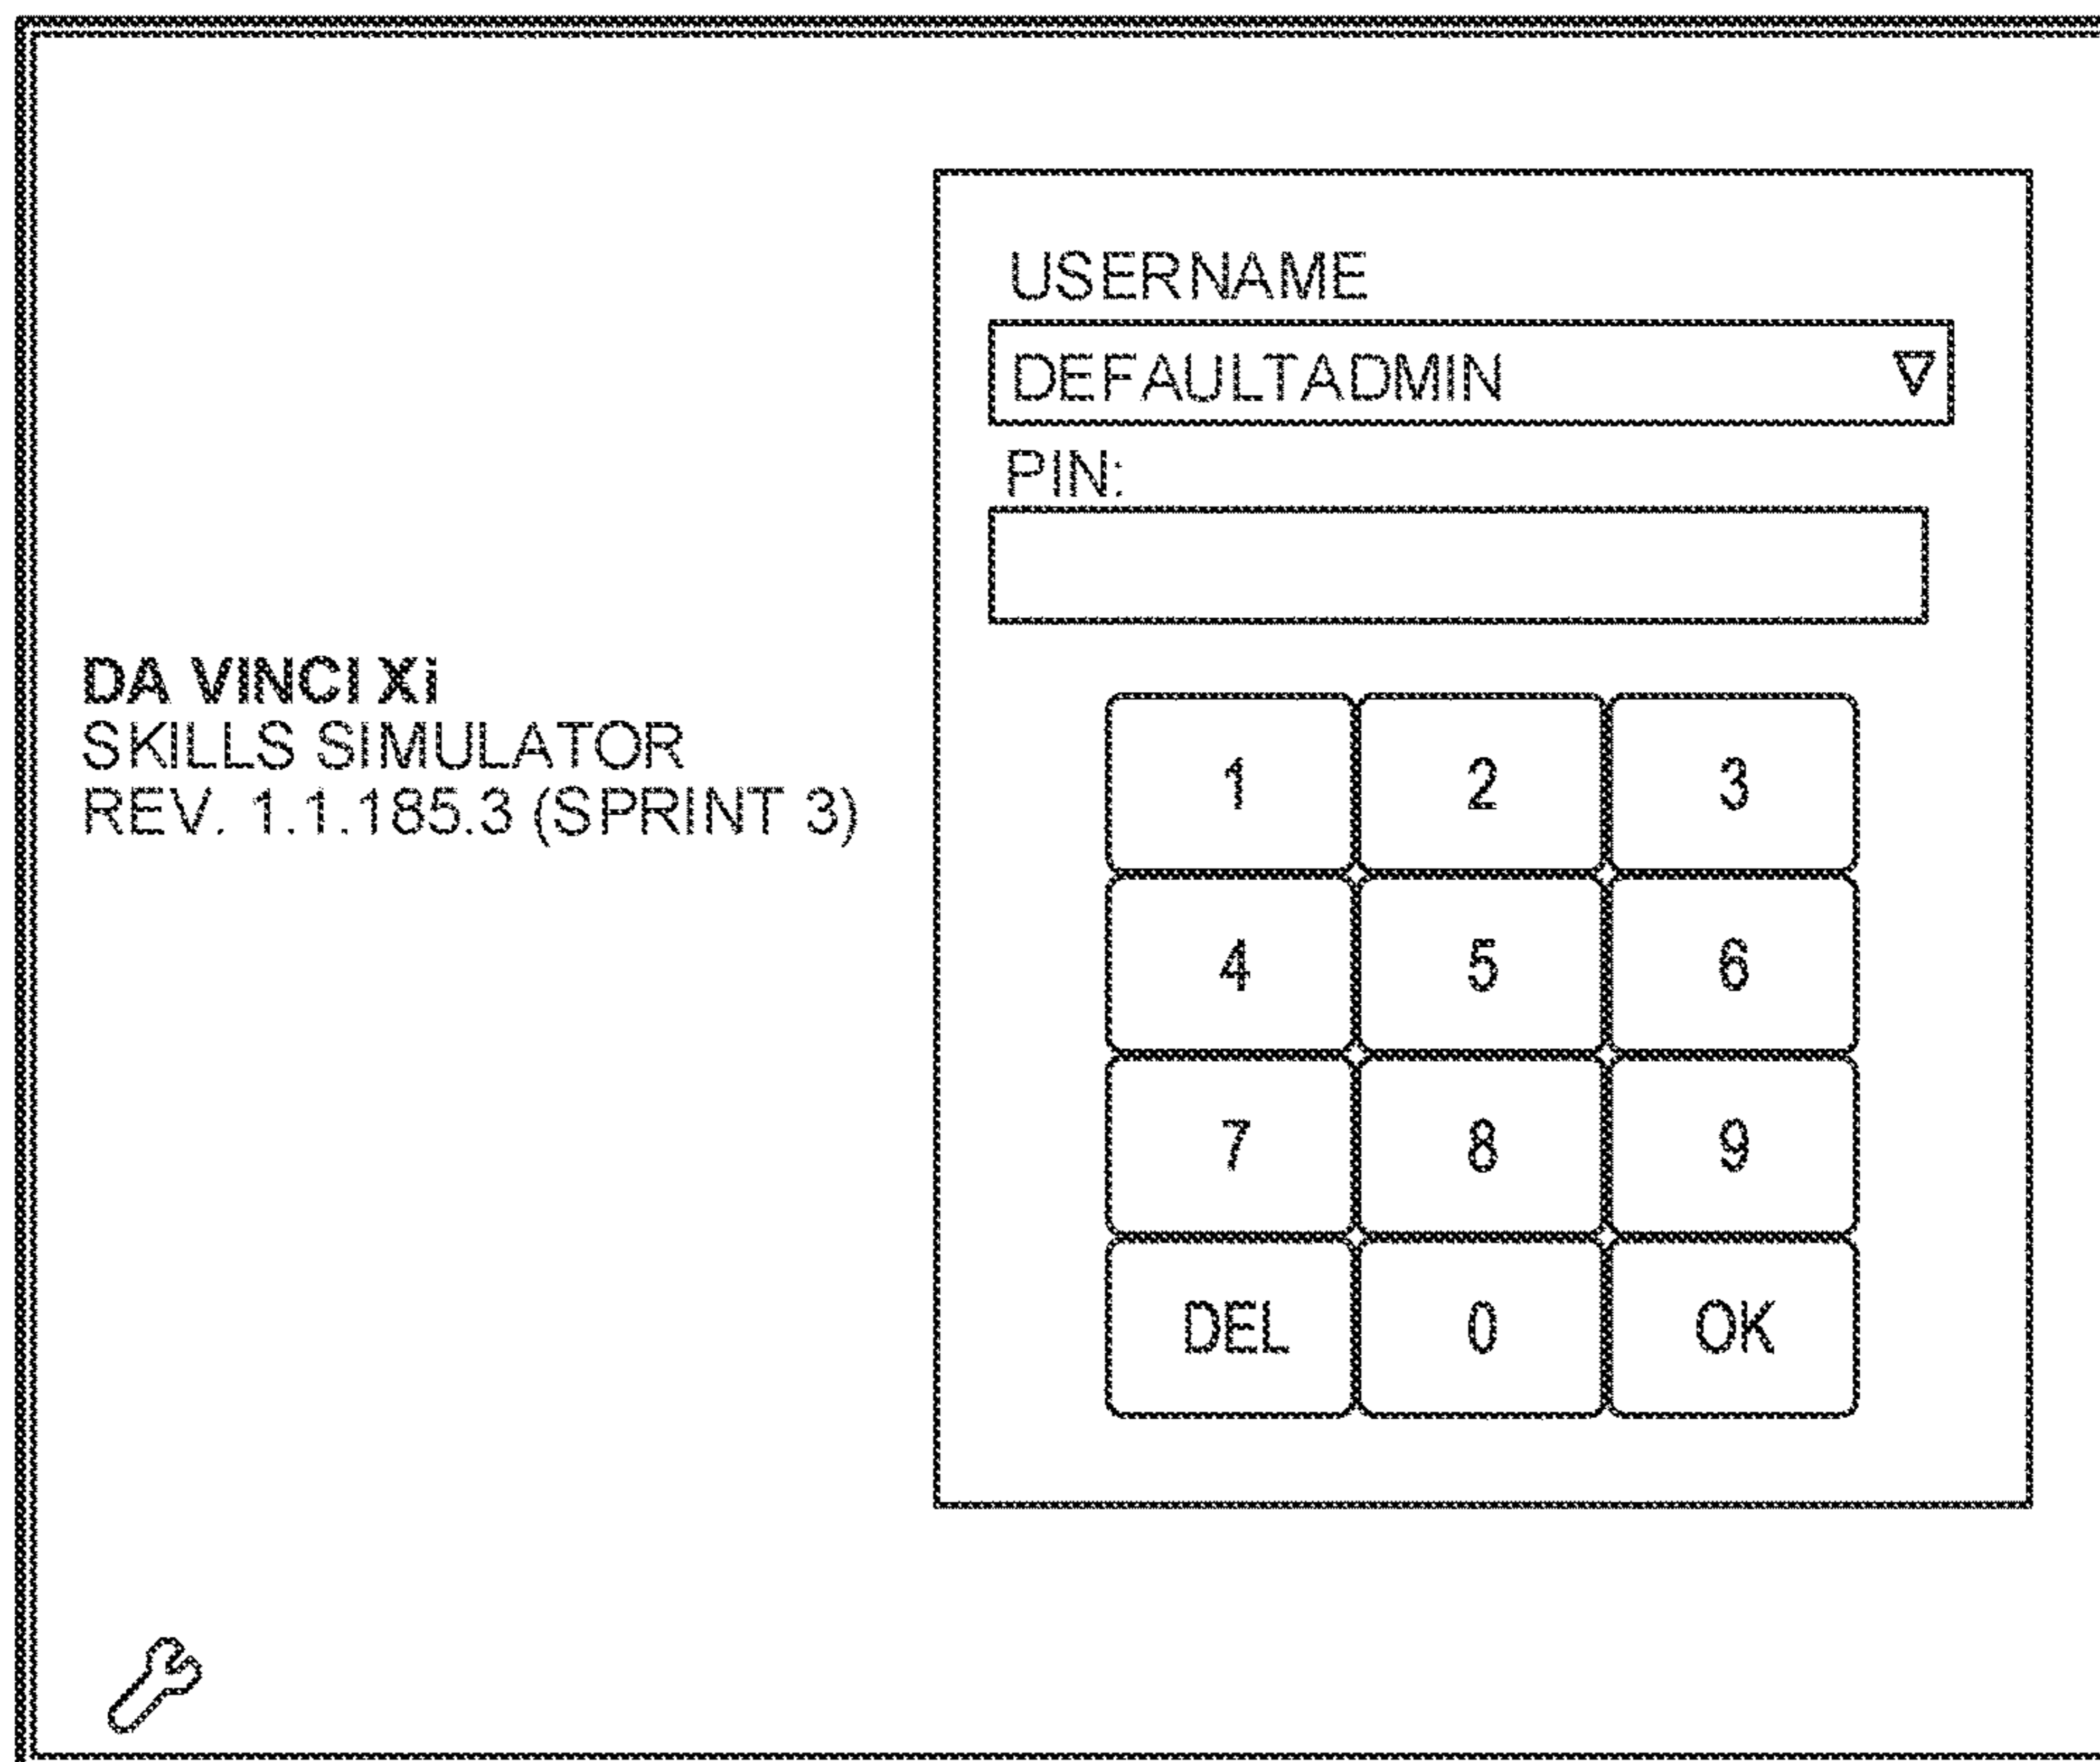 DA VINCI Xi
SKILLS SIMULATOR
REV. 1.1.185.3 (SPRINT 3)
USERNAME
DEFAULTADMIN
PIN:
1 2 3
4 5 6
7 8 9
DEL 0 OK